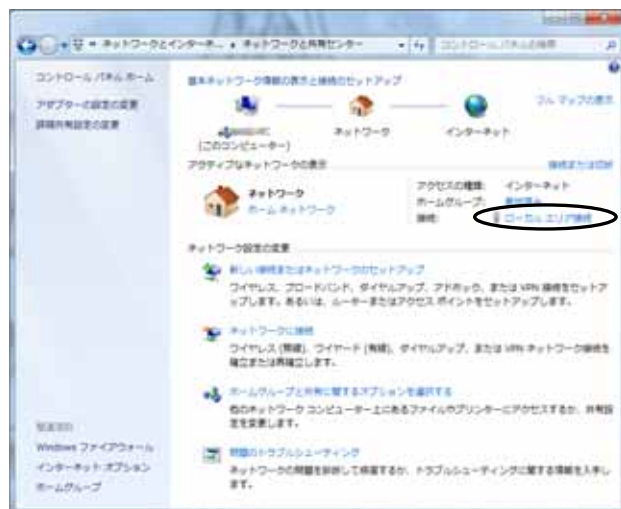 ネットワークとインターネ... ネットワークと共有センター コントロール パネルの検索
コントロール パネル ホーム
アダプターの設定の変更
詳細共有設定の変更
基本ネットワーク情報の表示と接続のセットアップ
フル マップの表示
(このコンピューター)
ネットワーク
インターネット
アクティブなネットワークの表示
接続または切断
ネットワーク
ホーム ネットワーク
アクセスの種類: インターネット
ホームグループ:
接続: ローカル エリア接続
ネットワーク設定の変更
新しい接続またはネットワークのセットアップ
ワイヤレス、ブロードバンド、ダイヤルアップ、アドホック、または VPN 接続をセットア
ップします。あるいは、ルーターまたはアクセス ポイントをセットアップします。
ネットワークに接続
ワイヤレス (無線)、ワイヤード (有線)、ダイヤルアップ、または VPN ネットワーク接続を
確立または再確立します。
ホームグループと共有に関するオプションを選択する
他のネットワーク コンピューター上にあるファイルやプリンターにアクセスするか、共有設
定を変更します。
問題のトラブルシューティング
ネットワークの問題を診断して修復するか、トラブルシューティングに関する情報を入手し
ます。
関連項目
Windows ファイアウォール
インターネット オプション
ホームグループ